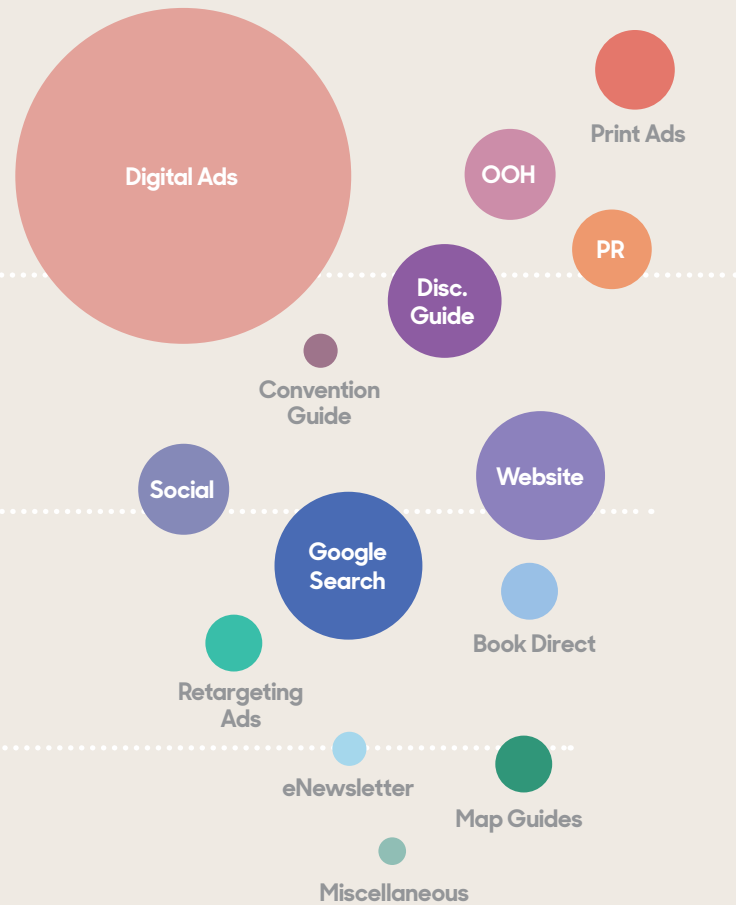 Print Ads
Digital Ads
OOH
PR
Disc.
Guide
Convention
Guide
Website
Social
Google
Search
Book Direct
Retargeting
Ads
eNewsletter
Map Guides
Miscellaneous